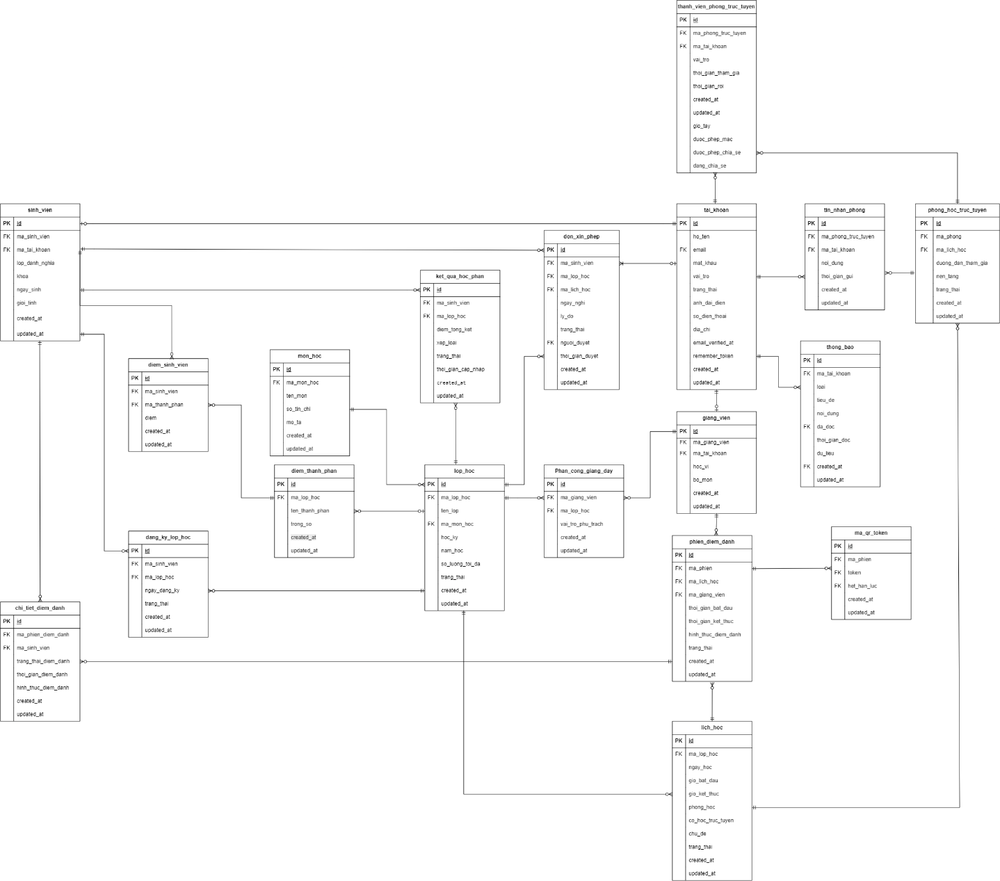 thanh_vien_phong_truc_tuyen
PK id
FK ma_phong_truc_tuyen
FK ma_tai_khoan
vai_tro
thoi_gian_tham_gia
thoi_gian_roi
created_at
updated_at
gio_tay
duoc_phep_mac
duoc_phep_chia_se
dang_chia_se
sinh_vien
PK id
FK ma_sinh_vien
FK ma_tai_khoan
lop_danh_nghia
khoa
ngay_sinh
gioi_tinh
created_at
updated_at
tai_khoan
PK id
ho_ten
FK email
mat_khau
vai_tro
trang_thai
anh_dai_dien
so_dien_thoai
dia_chi
email_verified_at
remember_token
created_at
updated_at
tin_nhan_phong
PK id
FK ma_phong_truc_tuyen
FK ma_tai_khoan
noi_dung
FK thoi_gian_gui
created_at
updated_at
phong_hoc_truc_tuyen
PK id
FK ma_phong
FK ma_lich_hoc
duong_dan_tham_gia
nen_tang
trang_thai
created_at
updated_at
don_xin_phep
PK id
FK ma_sinh_vien
FK ma_lop_hoc
FK ma_lich_hoc
ngay_nghi
ly_do
trang_thai
FK nguoi_duyet
thoi_gian_duyet
created_at
updated_at
ket_qua_hoc_phan
PK id
FK ma_sinh_vien
FK ma_lop_hoc
diem_tong_ket
xep_loai
trang_thai
thoi_gian_cap_nhap
created_at
updated_at
thong_bao
PK id
FK ma_tai_khoan
loai
tieu_de
noi_dung
FK da_doc
thoi_gian_doc
du_lieu
FK created_at
updated_at
mon_hoc
PK id
FK ma_mon_hoc
ten_mon
so_tin_chi
mo_ta
created_at
updated_at
diem_sinh_vien
PK id
FK ma_sinh_vien
FK ma_thanh_phan
diem
created_at
updated_at
giang_vien
PK id
FK ma_giang_vien
FK ma_tai_khoan
hoc_vi
bo_mon
created_at
updated_at
diem_thanh_phan
PK id
FK ma_lop_hoc
ten_thanh_phan
trong_so
created_at
updated_at
lop_hoc
PK id
FK ma_lop_hoc
ten_lop
FK ma_mon_hoc
hoc_ky
nam_hoc
so_luong_toi_da
trang_thai
created_at
updated_at
Phan_cong_giang_day
PK id
FK ma_giang_vien
FK ma_lop_hoc
vai_tro_phu_trach
created_at
updated_at
ma_qr_token
PK id
FK ma_phien
FK token
FK het_han_luc
created_at
updated_at
dang_ky_lop_hoc
PK id
FK ma_sinh_vien
FK ma_lop_hoc
ngay_dang_ky
trang_thai
created_at
updated_at
phien_diem_danh
PK id
FK ma_phien
FK ma_lich_hoc
FK ma_giang_vien
thoi_gian_bat_dau
thoi_gian_ket_thuc
hinh_thuc_diem_danh
trang_thai
created_at
updated_at
chi_tiet_diem_danh
PK id
FK ma_phien_diem_danh
FK ma_sinh_vien
trang_thai_diem_danh
thoi_gian_diem_danh
hinh_thuc_diem_danh
created_at
updated_at
lich_hoc
PK id
FK ma_lop_hoc
ngay_hoc
gio_bat_dau
gio_ket_thuc
phong_hoc
co_hoc_truc_tuyen
chu_de
trang_thai
created_at
updated_at